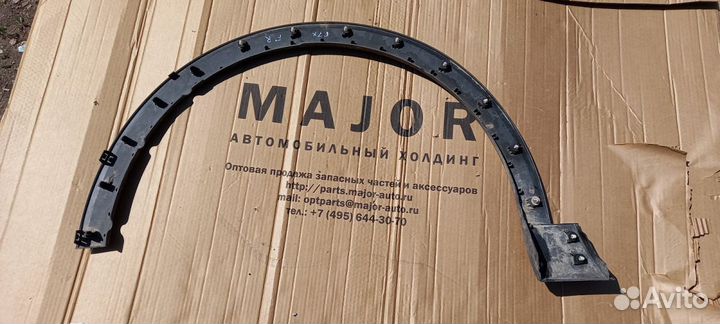 MAJOR
АВТОМОБИЛЬНЫЙ ХОЛДИНГ
Оптовая продажа запасных частей и аксессуаров
http://parts.major-auto.ru
mail: optparts@major-auto.ru
тел.: +7 (495) 644-30-70
Avito